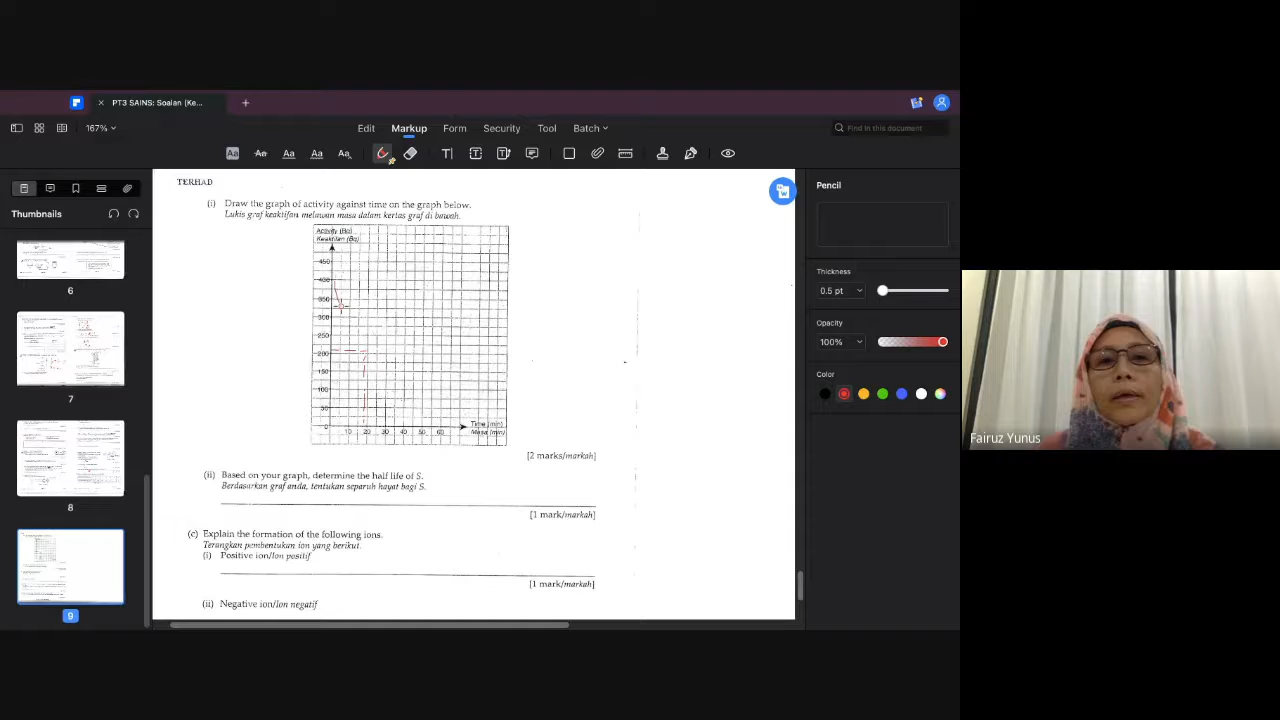 PT3 SAINS: Soalan (Ke...
167%
Edit
Markup
Form
Security
Tool
Batch
Find in this document
Thumbnails
6
7
8
9
TERHAD
(i) Draw the graph of activity against time on the graph below.
Lukis graf keaktifan melawan masa dalam kertas graf di bawah.
Activity (Bq)
Keaktifan (Bq)
450
400
350
300
250
200
150
100
50
0
10 20 30 40 50 60
Time (min)
Masa (min)
[2 marks/markah]
(ii) Based on your graph, determine the half life of S.
Berdasarkan graf anda, tentukan separuh hayat bagi S.
[1 mark/markah]
(c) Explain the formation of the following ions.
Terangkan pembentukan ion yang berikut.
(i) Positive ion/Ion positif
[1 mark/markah]
(ii) Negative ion/Ion negatif
Pencil
Thickness
0.5 pt
Opacity
100%
Color
Fairuz Yunus